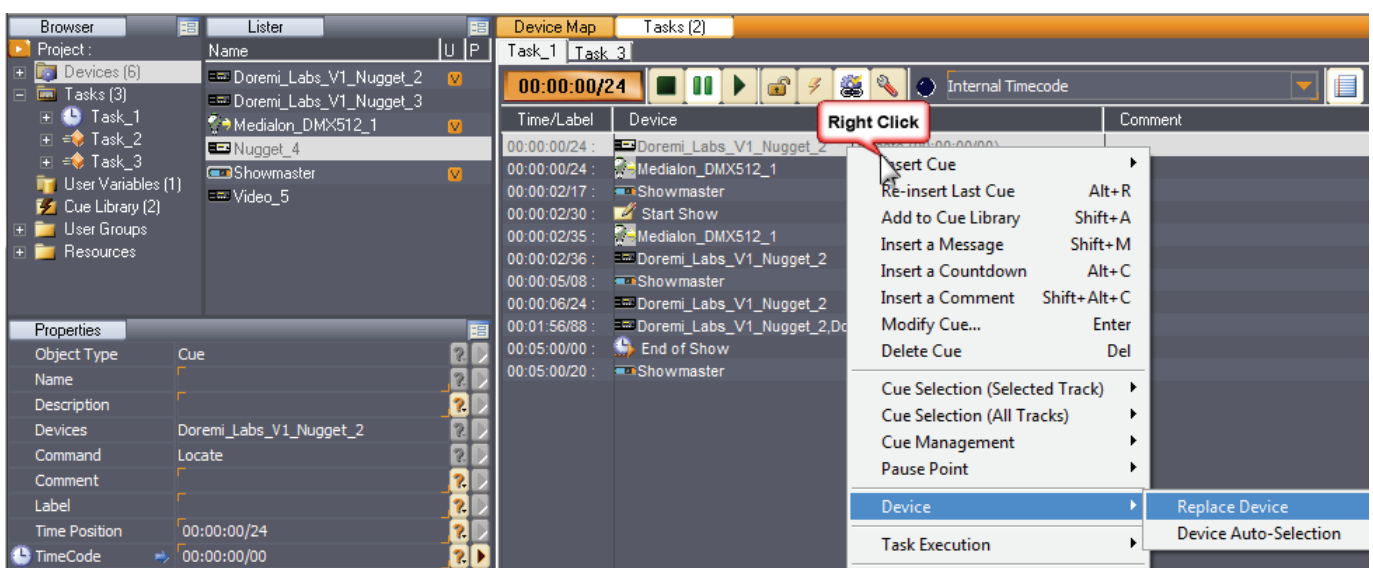 Browser
Project :
Devices (6)
Tasks (3)
Task_1
Task_2
Task_3
User Variables (1)
Cue Library (2)
User Groups
Resources
Lister
Name U P
Doremi_Labs_V1_Nugget_2 V
Doremi_Labs_V1_Nugget_3
Medialon_DMX512_1 V
Nugget_4
Showmaster V
Video_5
Properties
Object Type Cue
Name
Description
Devices Doremi_Labs_V1_Nugget_2
Command Locate
Comment
Label
Time Position 00:00:00/24
TimeCode 00:00:00/00
Device Map Tasks (2)
Task_1 Task_3
00:00:00/24 Internal Timecode
Time/Label Device Comment
00:00:00/24 : Doremi_Labs_V1_Nugget_2 (00:00:00/00)
00:00:00/24 : Medialon_DMX512_1
00:00:02/17 : Showmaster
00:00:02/30 : Start Show
00:00:02/35 : Medialon_DMX512_1
00:00:02/36 : Doremi_Labs_V1_Nugget_2
00:00:05/08 : Showmaster
00:00:06/24 : Doremi_Labs_V1_Nugget_2
00:01:56/88 : Doremi_Labs_V1_Nugget_2,Do
00:05:00/00 : End of Show
00:05:00/20 : Showmaster
Right Click
nsert Cue
Re-insert Last Cue Alt+R
Add to Cue Library Shift+A
Insert a Message Shift+M
Insert a Countdown Alt+C
Insert a Comment Shift+Alt+C
Modify Cue... Enter
Delete Cue Del
Cue Selection (Selected Track)
Cue Selection (All Tracks)
Cue Management
Pause Point
Device
Task Execution
Replace Device
Device Auto-Selection